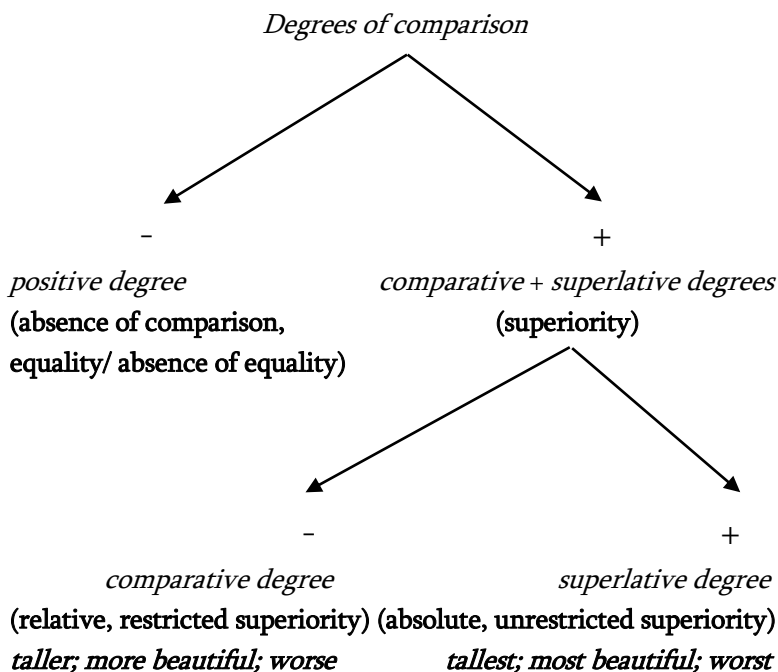 Degrees of comparison
- +
positive degree comparative + superlative degrees
(absence of comparison, (superiority)
equality/ absence of equality)
- +
comparative degree superlative degree
(relative, restricted superiority) (absolute, unrestricted superiority)
taller; more beautiful; worse tallest; most beautiful; worst